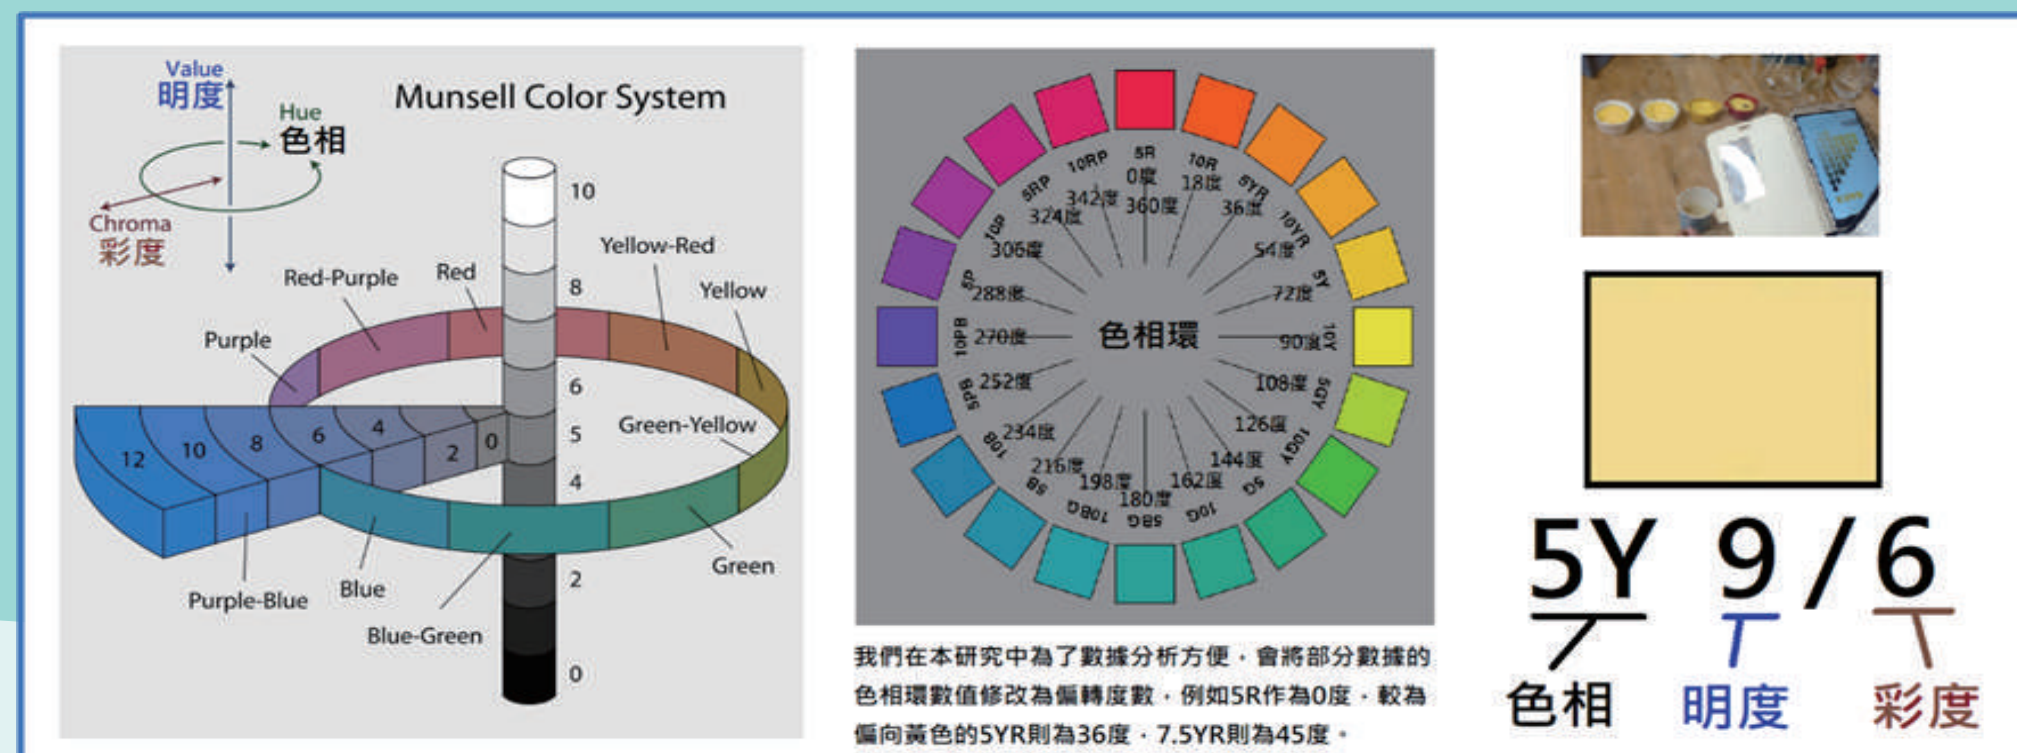 Munsell Color System
Value
明度
Hue
色相
Chroma
彩度
10
8
6
5
4
2
0
Red-Purple
Red
Yellow-Red
Yellow
Purple
Green-Yellow
12
10
8
6
4
2
0
Purple-Blue
Blue
Blue-Green
Green
色相環
5R
0度
360度
10R
18度
5YR
36度
10YR
54度
5Y
72度
10Y
90度
5GY
108度
10GY
126度
5G
144度
10G
162度
5BG
180度
10BG
198度
5B
216度
10B
234度
5PB
252度
10PB
270度
5P
288度
10P
306度
5RP
324度
10RP
342度
我們在本研究中為了數據分析方便，會將部分數據的
色相環數值修改為偏轉度數，例如5R作為0度，較為
偏向黃色的5YR則為36度，7.5YR則為45度。
5Y 9/6
色相 明度 彩度